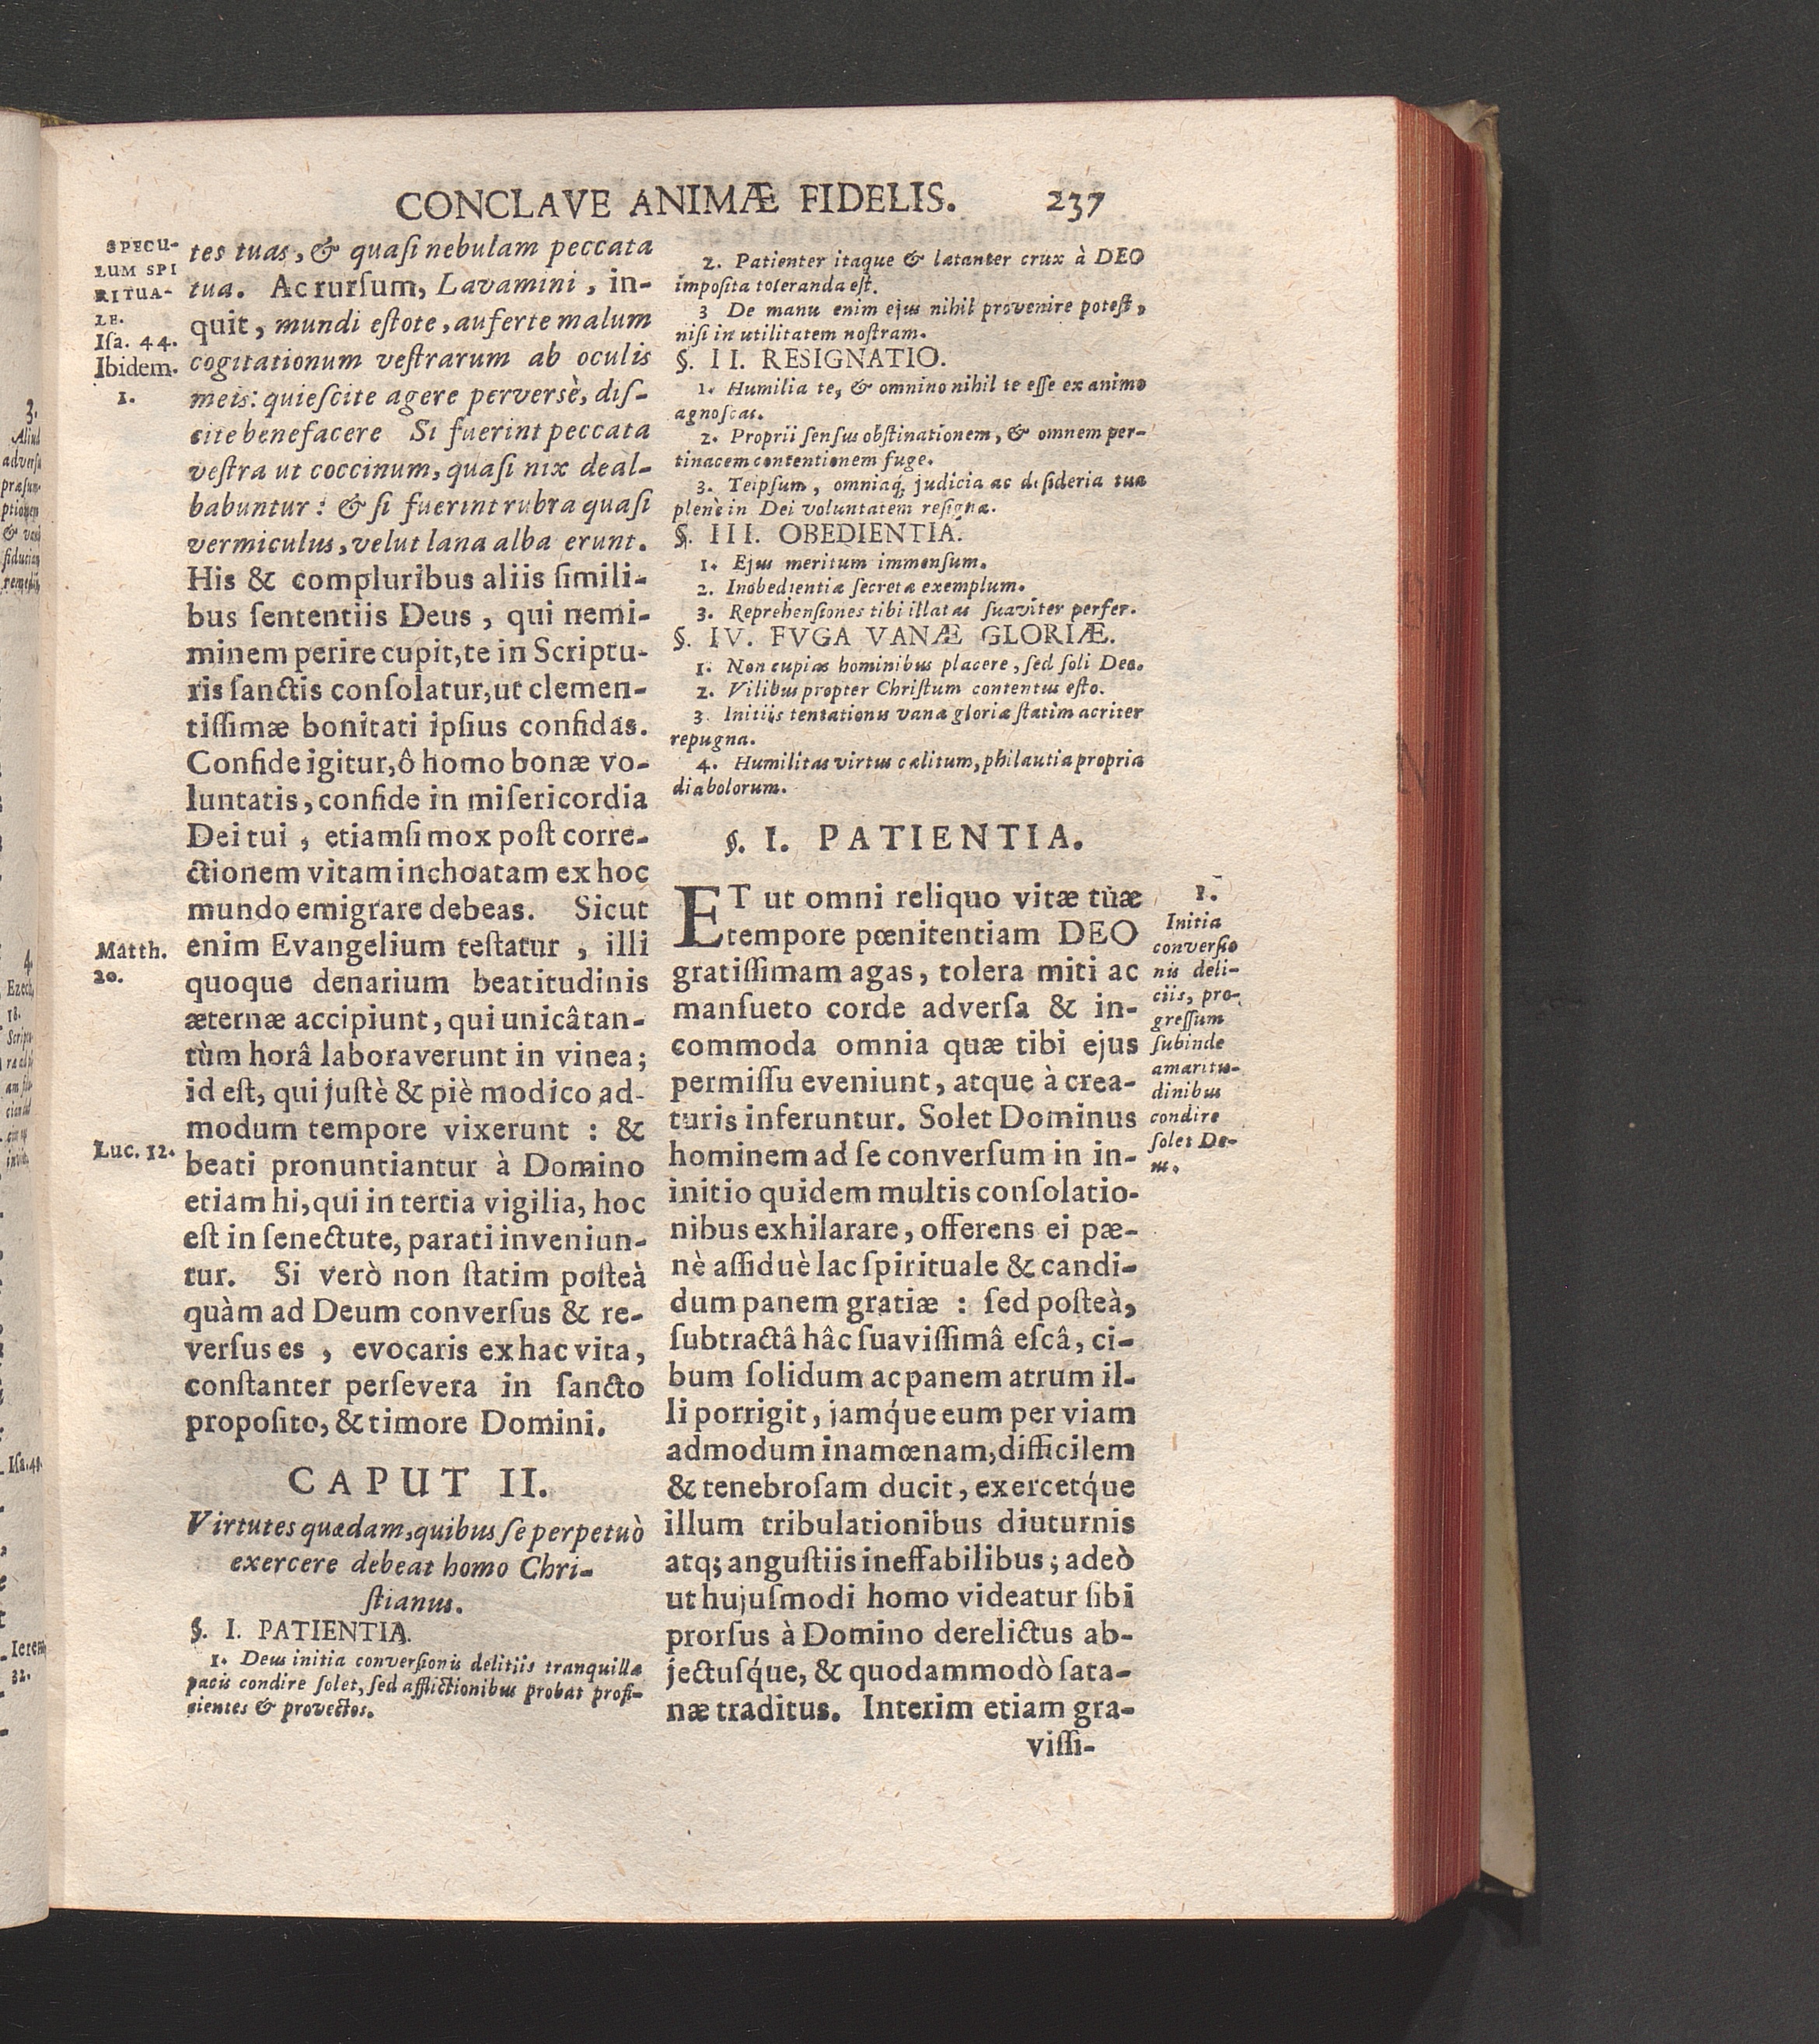 CONCLAVE ANIMÆ FIDELIS. 237
SPECU-
LUM SPI
RITUA-
LE.
Iſa. 44.
Ibidem.
1.
tes tuas, & quaſi nebulam peccata
tua. Ac rurſum, Lavamini, in-
quit, mundi eſtote, auferte malum
cogitationum veſtrarum ab oculis
meis: quieſcite agere perversè, diſ-
cite benefacere Si fuerint peccata
veſtra ut coccinum, quaſi nix deal-
babuntur: & ſi fuerint rubra quaſi
vermiculus, velut lana alba erunt.
His & compluribus aliis ſimili-
bus ſententiis Deus, qui nemi-
minem perire cupit, te in Scriptu-
ris ſanctis conſolatur, ut clemen-
tiſſimæ bonitati ipſius confidas.
Confide igitur, ô homo bonæ vo-
luntatis, confide in miſericordia
Dei tui, etiamſi mox poſt corre-
ctionem vitam inchoatam ex hoc
mundo emigrare debeas. Sicut
Matth.
20.
enim Evangelium teſtatur, illi
quoque denarium beatitudinis
æternæ accipiunt, qui unicâ tan-
tùm horâ laboraverunt in vinea;
id eſt, qui juſtè & piè modico ad-
modum tempore vixerunt: &
Luc. 12.
beati pronuntiantur à Domino
etiam hi, qui in tertia vigilia, hoc
eſt in ſenectute, parati inveniun-
tur. Si verò non ſtatim poſteà
quàm ad Deum converſus & re-
verſus es, evocaris ex hac vita,
conſtanter perſevera in ſancto
propoſito, & timore Domini.
CAPUT II.
Virtutes quædam, quibus ſe perpetuò
exercere debeat homo Chri-
ſtianus.
§. I. PATIENTIA.
1. Deus initia converſionis delitiis tranquillæ
pacis condire ſolet, ſed afflictionibus probat profi-
cientes & provectos.
2. Patienter itaque & lætanter crux à DEO
impoſita toleranda eſt.
3 De manu enim ejus nihil provenire poteſt,
niſi in utilitatem noſtram.
§. II. RESIGNATIO.
1. Humilia te, & omnino nihil te eſſe ex animo
agnoſcas.
2. Proprii ſenſus obſtinationem, & omnem per-
tinacem contentionem fuge.
3. Teipſum, omniaq; judicia ac deſideria tua
plenè in Dei voluntatem reſigna.
§. III. OBEDIENTIA.
1. Ejus meritum immenſum.
2. Inobedientiæ ſecretæ exemplum.
3. Reprehenſiones tibi illatas ſuaviter perfer.
§. IV. FVGA VANÆ GLORIÆ.
1. Non cupias hominibus placere, ſed ſoli Deo.
2. Vilibus propter Chriſtum contentus eſto.
3. Initiis tentationis vanæ gloriæ ſtatim acriter
repugna.
4. Humilitas virtus cælitum, philautia propria
diabolorum.
§. I. PATIENTIA.
ET ut omni reliquo vitæ tuæ
tempore pœnitentiam DEO
gratiſſimam agas, tolera miti ac
manſueto corde adverſa & in-
commoda omnia quæ tibi ejus
permiſſu eveniunt, atque à crea-
turis inferuntur. Solet Dominus
hominem ad ſe converſum in in-
initio quidem multis conſolatio-
nibus exhilarare, offerens ei pæ-
nè aſſiduè lac ſpirituale & candi-
dum panem gratiæ: ſed poſteà,
ſubtractâ hâc ſuaviſſimâ eſcâ, ci-
bum ſolidum ac panem atrum il-
li porrigit, jamq́ue eum per viam
admodum inamœnam, difficilem
& tenebroſam ducit, exercetq́ue
illum tribulationibus diuturnis
atq; anguſtiis ineffabilibus; adeò
ut hujuſmodi homo videatur ſibi
prorſus à Domino derelictus ab-
jectuſq́ue, & quodammodò ſata-
næ traditus. Interim etiam gra-
viſſi-
1.
Initia
converſio
nis deli-
ciis, pro-
greſſum
ſubinde
amaritu-
dinibus
condire
ſolet De-
us.